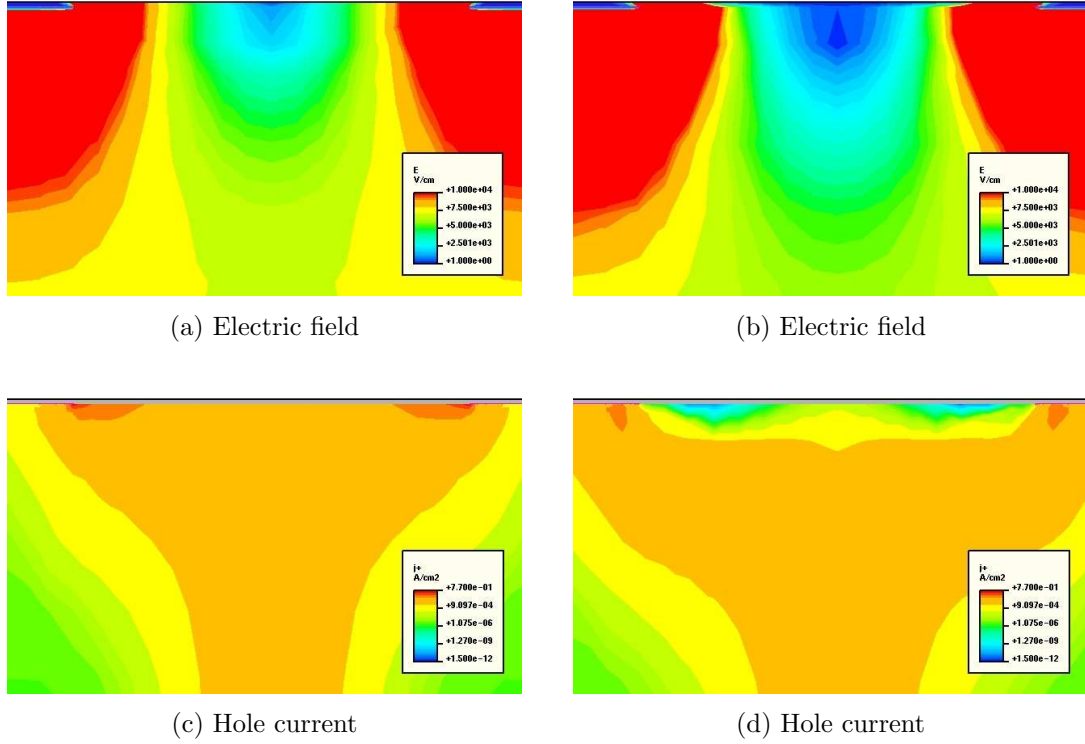 E
V/cm
+1.000e+04
+7.500e+03
+5.000e+03
+2.501e+03
+1.000e+00
E
V/cm
+1.000e+04
+7.500e+03
+5.000e+03
+2.501e+03
+1.000e+00
(a) Electric field
(b) Electric field
j+
A/cm2
+7.700e-01
+9.097e-04
+1.075e-06
+1.270e-09
+1.500e-12
j+
A/cm2
+7.700e-01
+9.097e-04
+1.075e-06
+1.270e-09
+1.500e-12
(c) Hole current
(d) Hole current